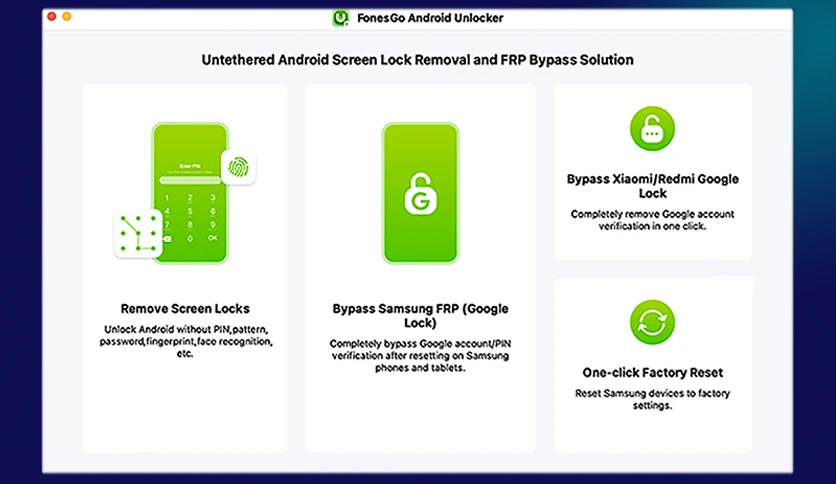 FonesGo Android Unlocker
Untethered Android Screen Lock Removal and FRP Bypass Solution
Enter PIN
1 2 3
4 5 6
7 8 9
0 OK
Remove Screen Locks
Unlock Android without PIN,pattern,
password,fingerprint,face recognition,
etc.
G
Bypass Samsung FRP (Google
Lock)
Completely bypass Google account/PIN
verification after resetting on Samsung
phones and tablets.
Bypass Xiaomi/Redmi Google
Lock
Completely remove Google account
verification in one click.
One-click Factory Reset
Reset Samsung devices to factory
settings.